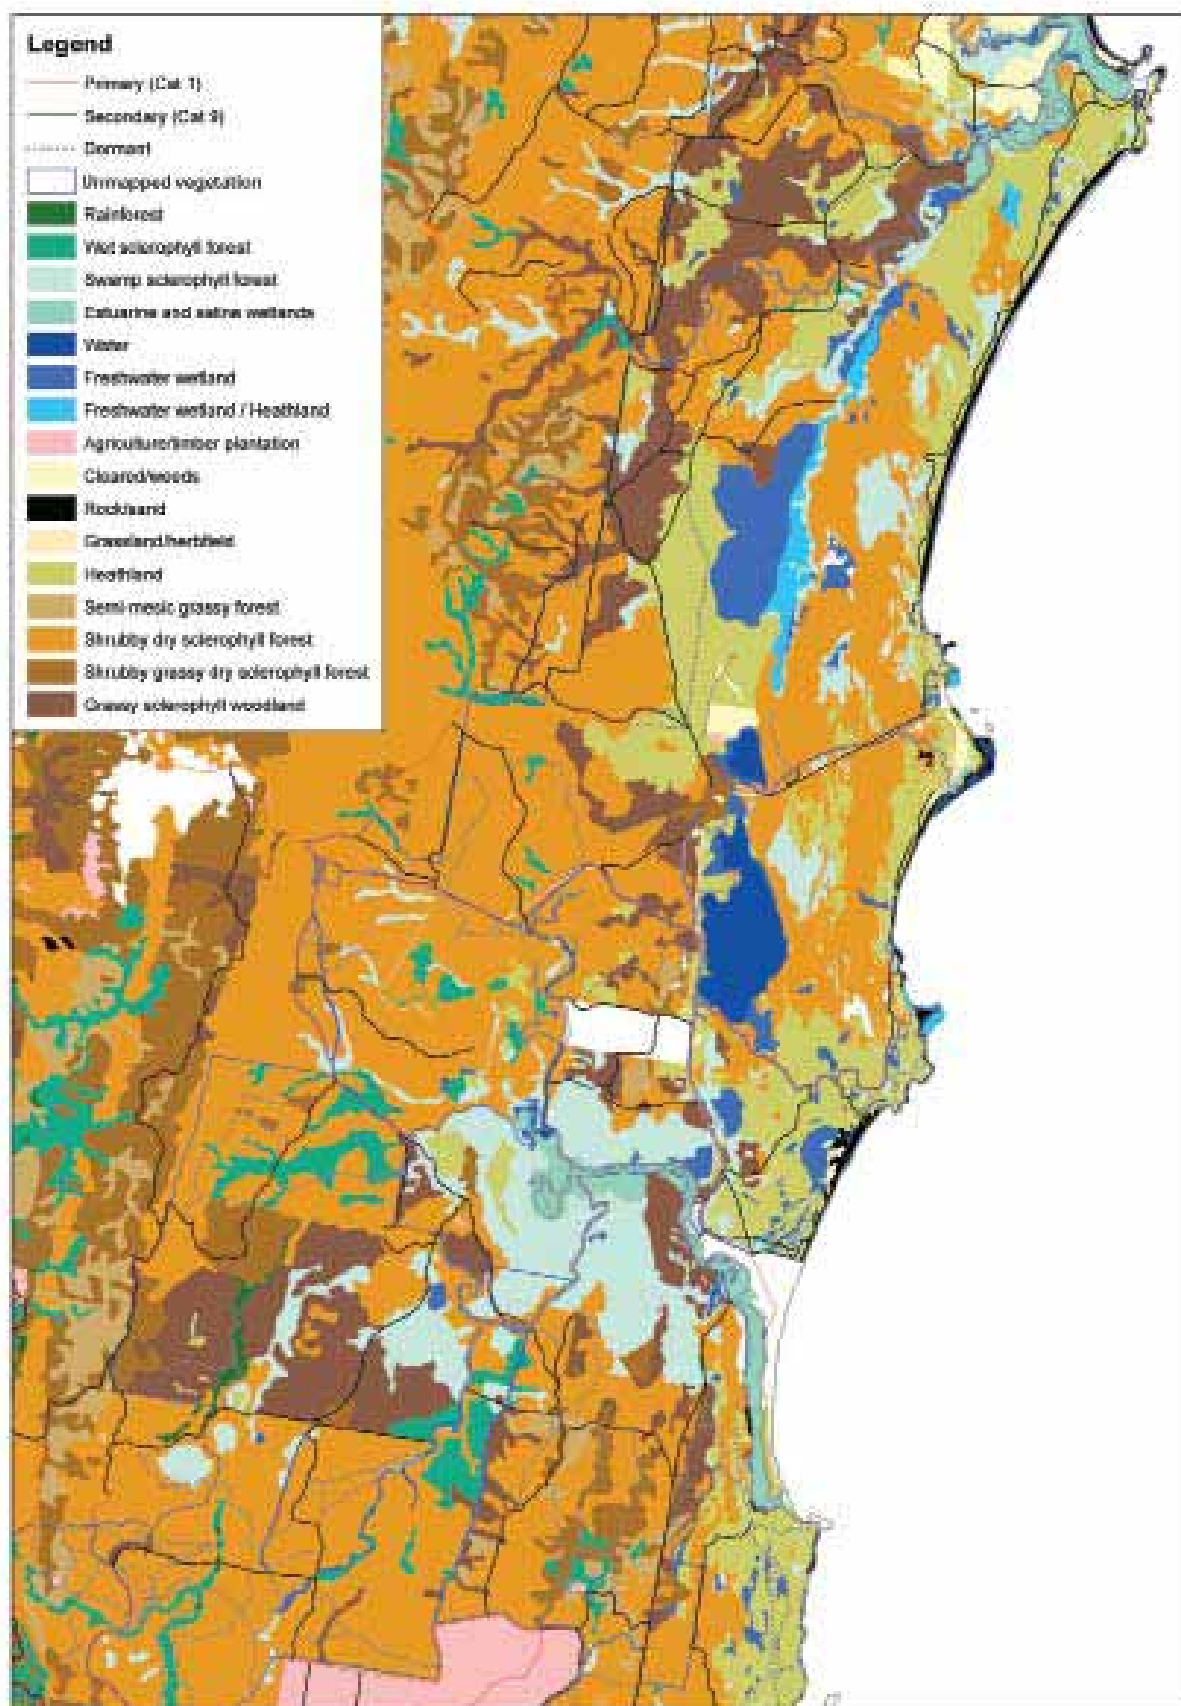 Legend
Primary (Cat 1)
Secondary (Cat 9)
Dormant
Unmapped vegetation
Rainforest
Wet sclerophyll forest
Swamp sclerophyll forest
Estuarine and saline wetlands
Water
Freshwater wetland
Freshwater wetland / Heathland
Agriculture/timber plantation
Cleared/weeds
Rock/sand
Grassland/herbfield
Heathland
Semi-mesic grassy forest
Shrubby dry sclerophyll forest
Shrubby grassy dry sclerophyll forest
Grassy sclerophyll woodland